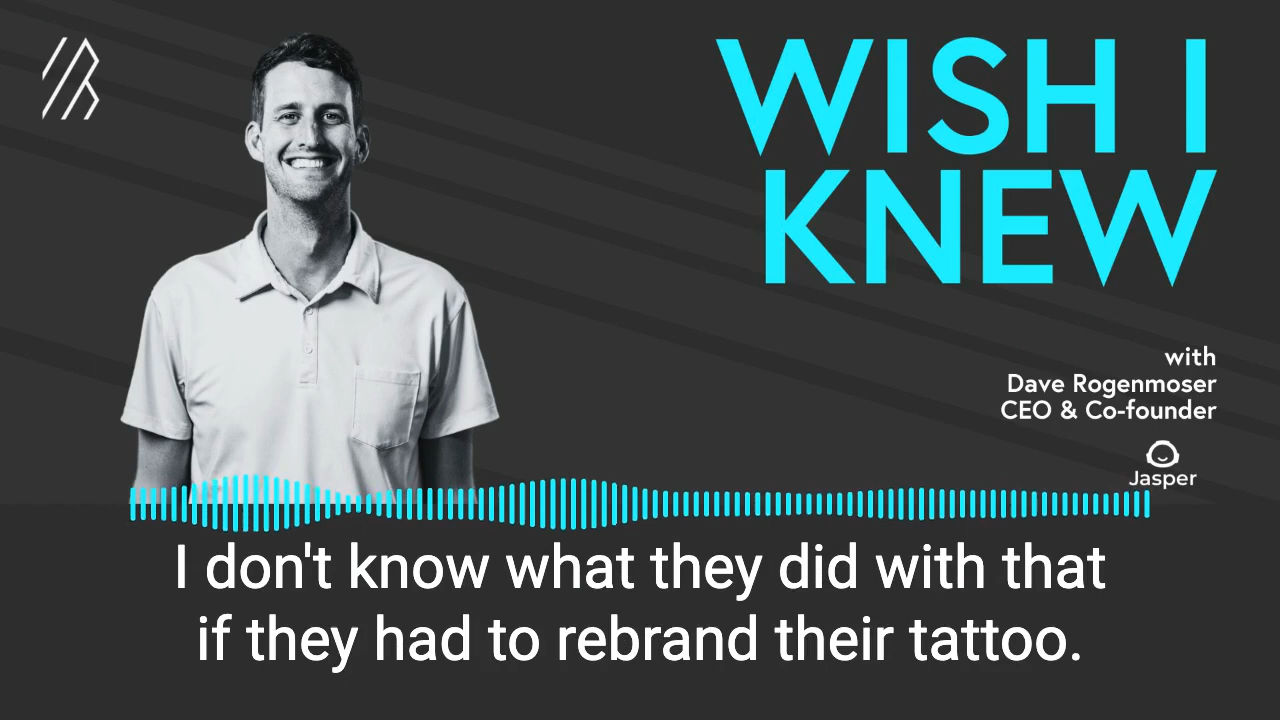 WISH I
KNEW
with
Dave Rogenmoser
CEO & Co-founder
Jasper
I don't know what they did with that
if they had to rebrand their tattoo.